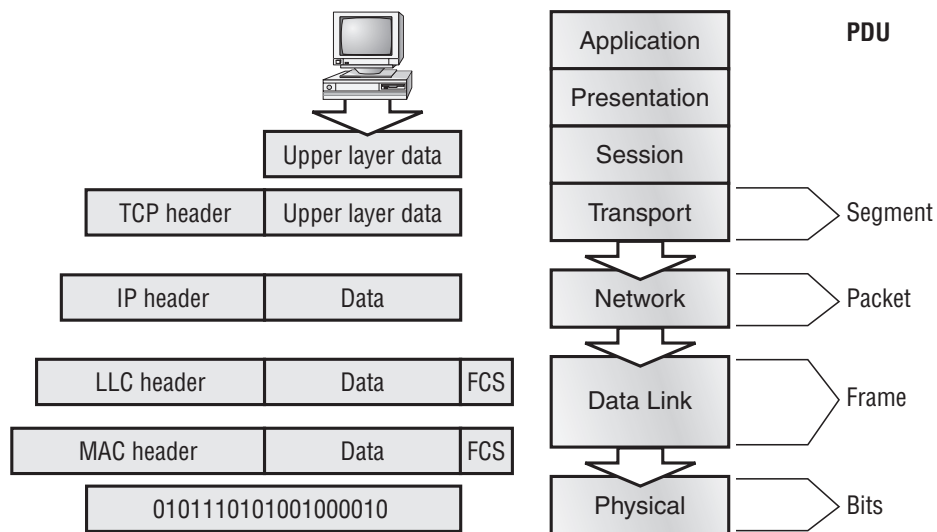 Application
PDU
Presentation
Upper layer data
Session
TCP header
Upper layer data
Transport
Segment
IP header
Data
Network
Packet
LLC header
Data
FCS
Data Link
Frame
MAC header
Data
FCS
0101110101001000010
Physical
Bits